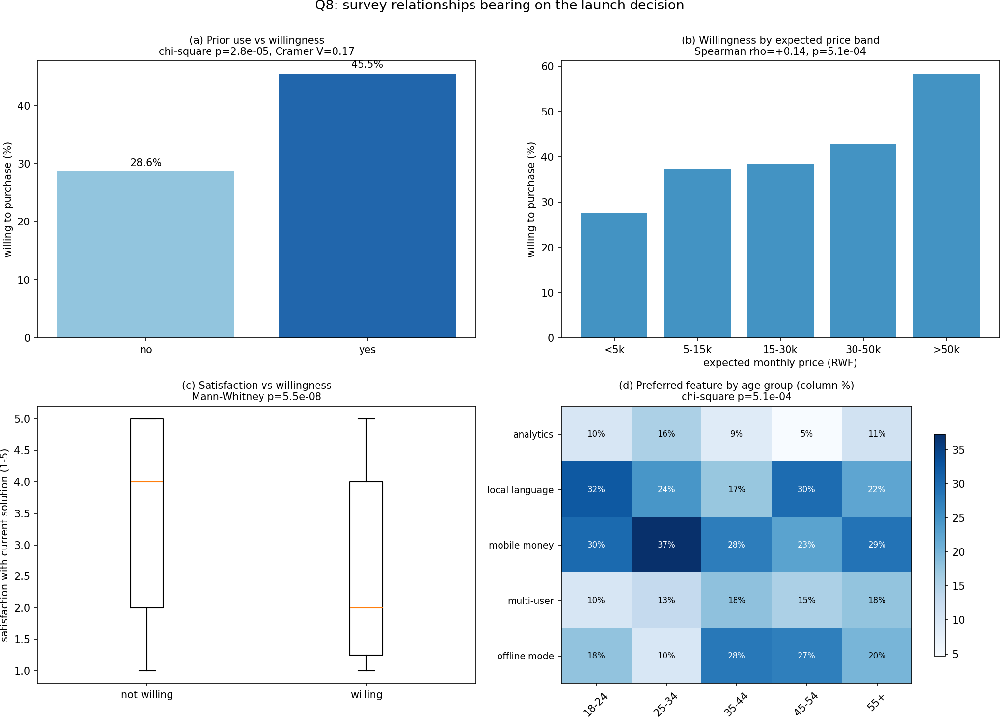 Q8: survey relationships bearing on the launch decision
(a) Prior use vs willingness
chi-square p=2.8e-05, Cramer V=0.17
willing to purchase (%)
40
30
20
10
0
28.6%
45.5%
no
yes
(b) Willingness by expected price band
Spearman rho=+0.14, p=5.1e-04
willing to purchase (%)
60
50
40
30
20
10
0
<5k
5-15k
15-30k
30-50k
>50k
expected monthly price (RWF)
(c) Satisfaction vs willingness
Mann-Whitney p=5.5e-08
satisfaction with current solution (1-5)
5.0
4.5
4.0
3.5
3.0
2.5
2.0
1.5
1.0
not willing
willing
(d) Preferred feature by age group (column %)
chi-square p=5.1e-04
analytics 10% 16% 9% 5% 11%
local language 32% 24% 17% 30% 22%
mobile money 30% 37% 28% 23% 29%
multi-user 10% 13% 18% 15% 18%
offline mode 18% 10% 28% 27% 20%
18-24
25-34
35-44
45-54
55+
35
30
25
20
15
10
5